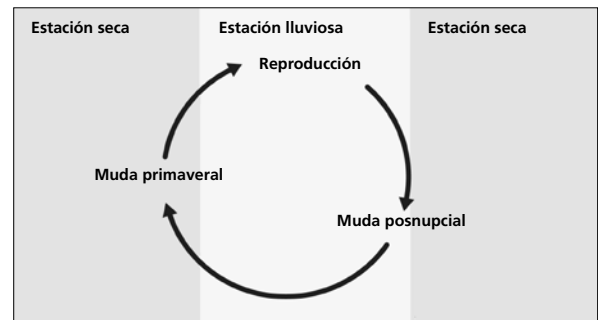 Estación seca
Estación lluviosa
Estación seca
Reproducción
Muda primaveral
Muda posnupcial